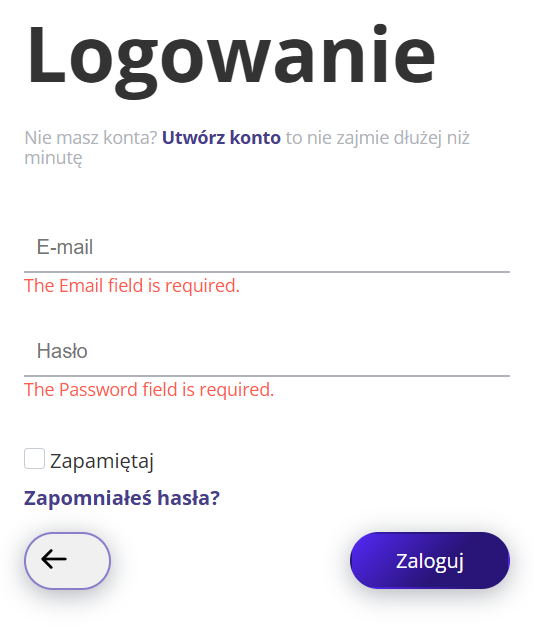 Logowanie
Nie masz konta? Utwórz konto to nie zajmie dłużej niż
minutę
E-mail
The Email field is required.
Hasło
The Password field is required.
Zapamiętaj
Zapomniałeś hasła?
Zaloguj